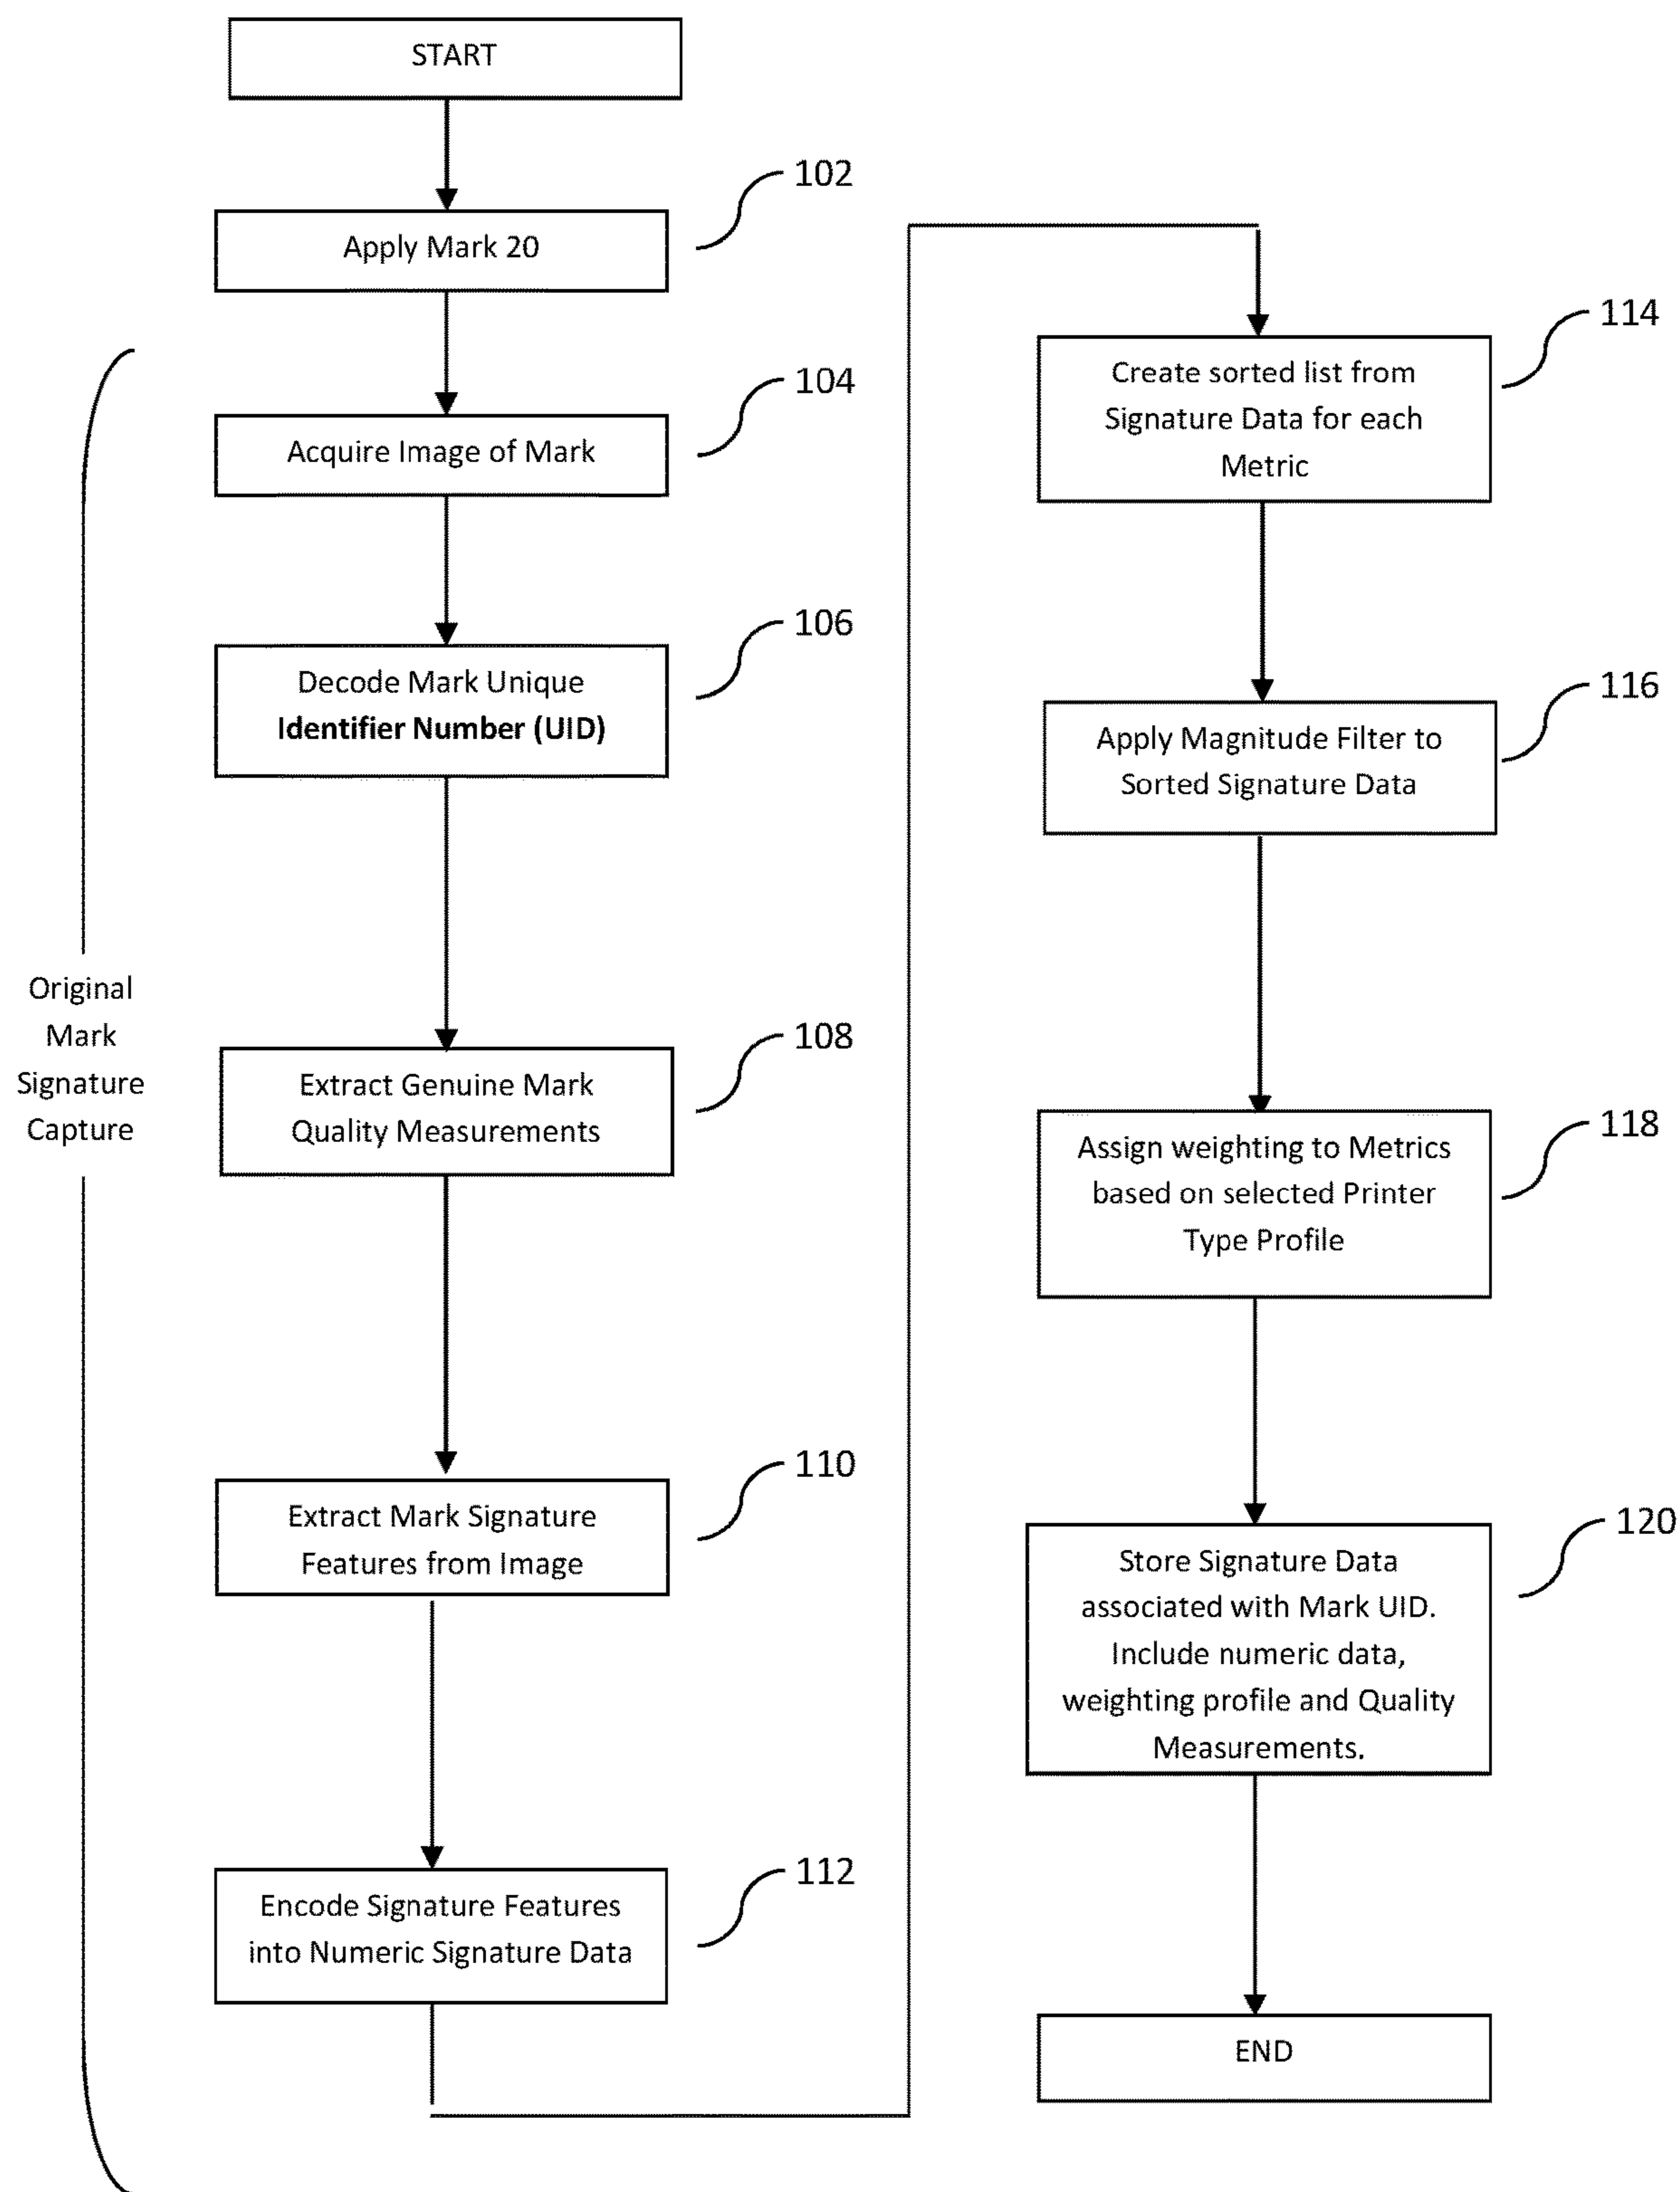 START
102
Apply Mark 20
104
Acquire Image of Mark
106
Decode Mark Unique
Identifier Number (UID)
Original
Mark
Signature
Capture
108
Extract Genuine Mark
Quality Measurements
110
Extract Mark Signature
Features from Image
112
Encode Signature Features
into Numeric Signature Data
114
Create sorted list from
Signature Data for each
Metric
116
Apply Magnitude Filter to
Sorted Signature Data
118
Assign weighting to Metrics
based on selected Printer
Type Profile
120
Store Signature Data
associated with Mark UID.
Include numeric data,
weighting profile and Quality
Measurements.
END